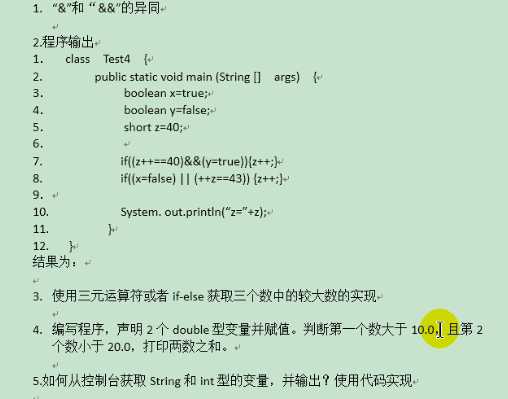 1. “&”和“&&”的异同
2.程序输出
1. class Test4 {
2. public static void main (String [] args) {
3. boolean x=true;
4. boolean y=false;
5. short z=40;
6.
7. if((z++==40)&&(y=true)){z++;}
8. if((x=false) || (++z==43)) {z++;}
9.
10. System. out.println(“z=”+z);
11. }
12. }
结果为：
3. 使用三元运算符或者 if-else 获取三个数中的较大数的实现
4. 编写程序，声明 2 个 double 型变量并赋值。判断第一个数大于 10.0，且第 2
个数小于 20.0，打印两数之和。
5.如何从控制台获取 String 和 int 型的变量，并输出？使用代码实现